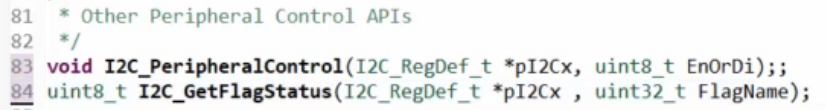 81 * Other Peripheral Control APIs
82 */
83 void I2C_PeripheralControl(I2C_RegDef_t *pI2Cx, uint8_t EnOrDi);;
84 uint8_t I2C_GetFlagStatus(I2C_RegDef_t *pI2Cx , uint32_t FlagName);